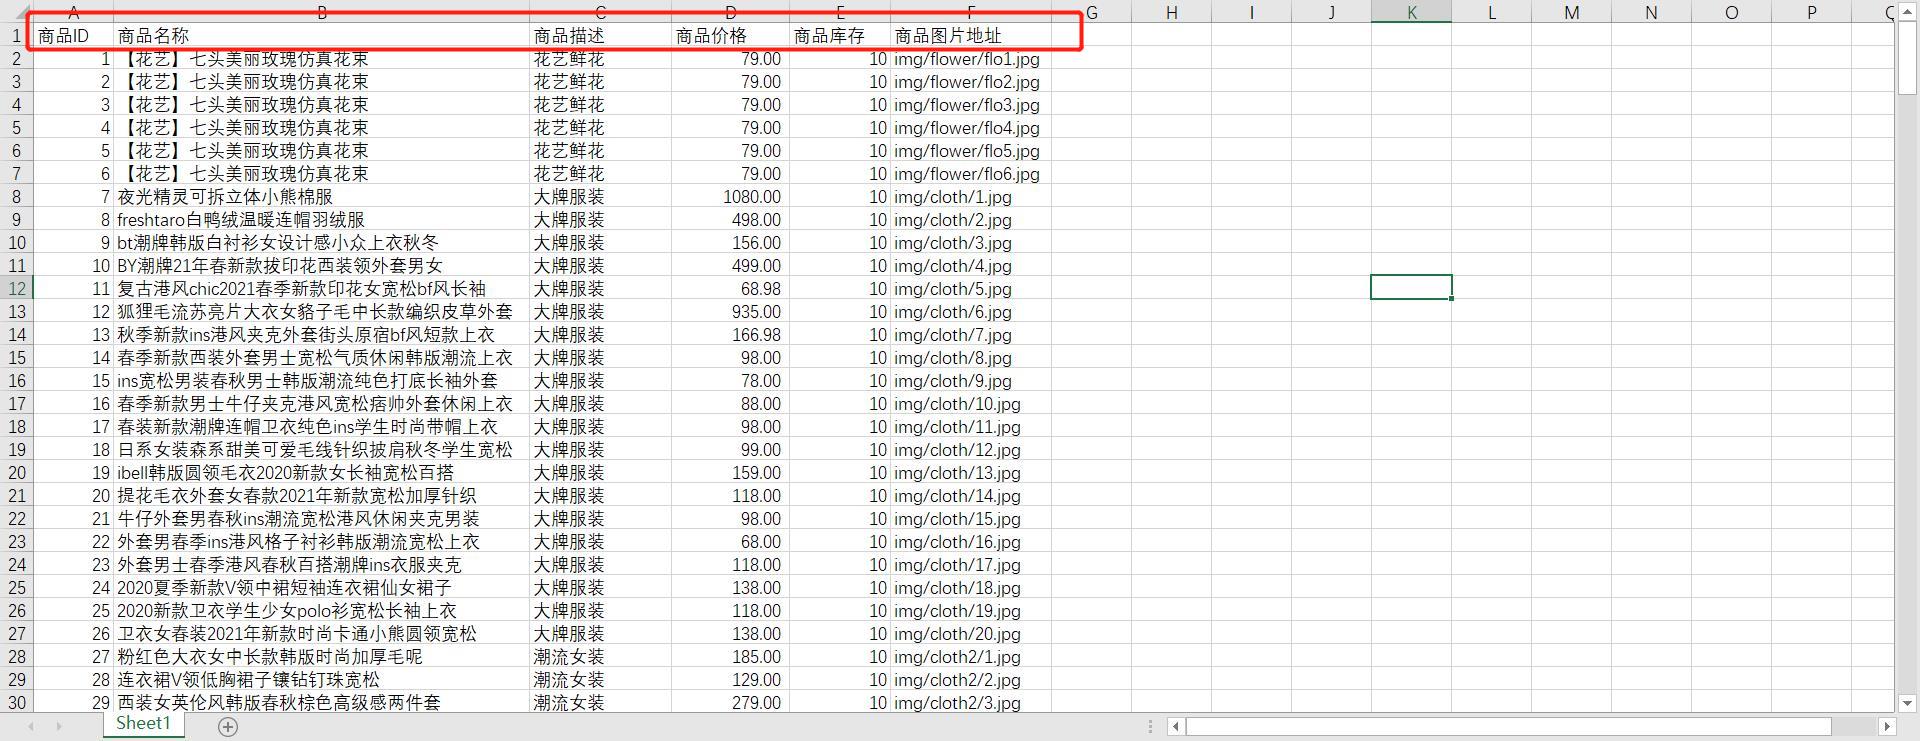 A B C D E F G H I J K L M N O P Q
1 商品ID 商品名称 商品描述 商品价格 商品库存 商品图片地址
2 1 【花艺】七头美丽玫瑰仿真花束 花艺鲜花 79.00 10 img/flower/flo1.jpg
3 2 【花艺】七头美丽玫瑰仿真花束 花艺鲜花 79.00 10 img/flower/flo2.jpg
4 3 【花艺】七头美丽玫瑰仿真花束 花艺鲜花 79.00 10 img/flower/flo3.jpg
5 4 【花艺】七头美丽玫瑰仿真花束 花艺鲜花 79.00 10 img/flower/flo4.jpg
6 5 【花艺】七头美丽玫瑰仿真花束 花艺鲜花 79.00 10 img/flower/flo5.jpg
7 6 【花艺】七头美丽玫瑰仿真花束 花艺鲜花 79.00 10 img/flower/flo6.jpg
8 7 夜光精灵可拆立体小熊棉服 大牌服装 1080.00 10 img/cloth/1.jpg
9 8 freshtaro白鸭绒温暖连帽羽绒服 大牌服装 498.00 10 img/cloth/2.jpg
10 9 bt潮牌韩版白衬衫女设计感小众上衣秋冬 大牌服装 156.00 10 img/cloth/3.jpg
11 10 BY潮牌21年春新款拔印花西装领外套男女 大牌服装 499.00 10 img/cloth/4.jpg
12 11 复古港风chic2021春季新款印花女宽松bf风长袖 大牌服装 68.98 10 img/cloth/5.jpg
13 12 狐狸毛流苏亮片大衣女貉子毛中长款编织皮草外套 大牌服装 935.00 10 img/cloth/6.jpg
14 13 秋季新款ins港风夹克外套街头原宿bf风短款上衣 大牌服装 166.98 10 img/cloth/7.jpg
15 14 春季新款西装外套男士宽松气质休闲韩版潮流上衣 大牌服装 98.00 10 img/cloth/8.jpg
16 15 ins宽松男装春秋男士韩版潮流纯色打底长袖外套 大牌服装 78.00 10 img/cloth/9.jpg
17 16 春季新款男士牛仔夹克港风宽松痞帅外套休闲上衣 大牌服装 88.00 10 img/cloth/10.jpg
18 17 春装新款潮牌连帽卫衣纯色ins学生时尚带帽上衣 大牌服装 98.00 10 img/cloth/11.jpg
19 18 日系女装森系甜美可爱毛线针织披肩秋冬学生宽松 大牌服装 99.00 10 img/cloth/12.jpg
20 19 ibell韩版圆领毛衣2020新款女长袖宽松百搭 大牌服装 159.00 10 img/cloth/13.jpg
21 20 提花毛衣外套女春款2021年新款宽松加厚针织 大牌服装 118.00 10 img/cloth/14.jpg
22 21 牛仔外套男春秋ins潮流宽松港风休闲夹克男装 大牌服装 98.00 10 img/cloth/15.jpg
23 22 外套男春季ins港风格子衬衫韩版潮流宽松上衣 大牌服装 68.00 10 img/cloth/16.jpg
24 23 外套男士春季港风春秋百搭潮牌ins衣服夹克 大牌服装 118.00 10 img/cloth/17.jpg
25 24 2020夏季新款V领中裙短袖连衣裙仙女裙子 大牌服装 138.00 10 img/cloth/18.jpg
26 25 2020新款卫衣学生少女polo衫宽松长袖上衣 大牌服装 118.00 10 img/cloth/19.jpg
27 26 卫衣女春装2021年新款时尚卡通小熊圆领宽松 大牌服装 138.00 10 img/cloth/20.jpg
28 27 粉红色大衣女中长款韩版时尚加厚毛呢 潮流女装 185.00 10 img/cloth2/1.jpg
29 28 连衣裙V领低胸裙子镶钻钉珠宽松 潮流女装 129.00 10 img/cloth2/2.jpg
30 29 西装女英伦风韩版春秋棕色高级感两件套 潮流女装 279.00 10 img/cloth2/3.jpg
Sheet1